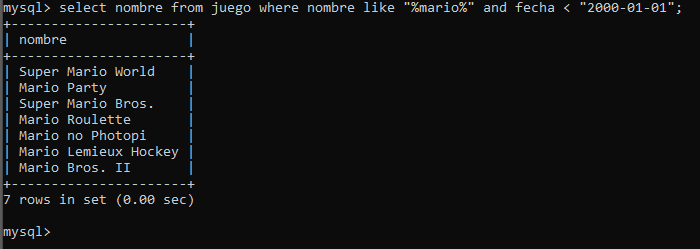 mysql> select nombre from juego where nombre like "%mario%" and fecha < "2000-01-01";
+----------------------+
| nombre               |
+----------------------+
| Super Mario World    |
| Mario Party          |
| Super Mario Bros.    |
| Mario Roulette       |
| Mario no Photopi     |
| Mario Lemieux Hockey |
| Mario Bros. II       |
+----------------------+
7 rows in set (0.00 sec)
mysql>